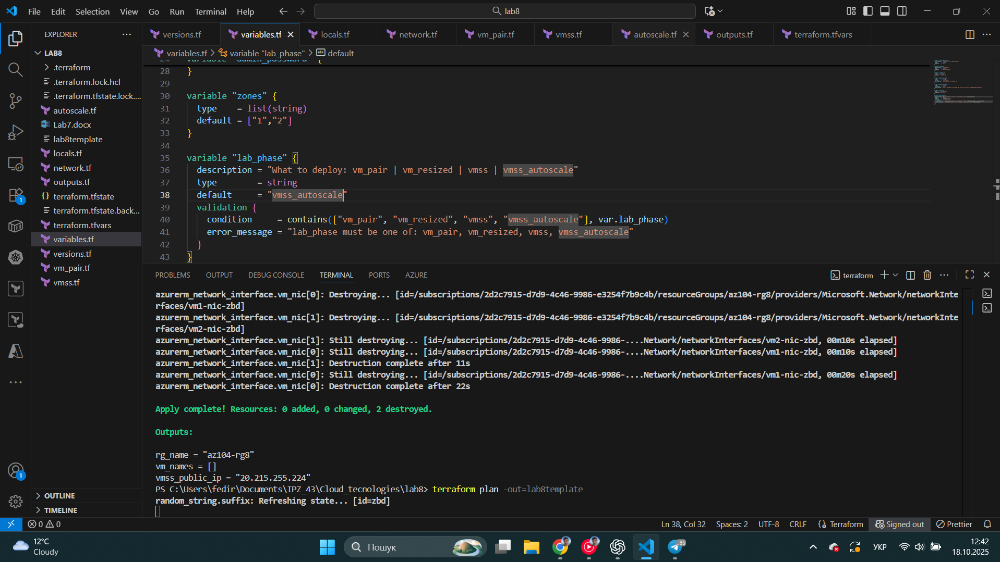 File Edit Selection View Go Run Terminal Help
lab8
EXPLORER
versions.tf
variables.tf
locals.tf
network.tf
vm_pair.tf
vmss.tf
autoscale.tf
outputs.tf
terraform.tfvars
LAB8
.terraform
.terraform.lock.hcl
.terraform.tfstate.lock....
autoscale.tf
Lab7.docx
lab8template
locals.tf
network.tf
outputs.tf
terraform.tfstate
terraform.tfstate.back...
terraform.tfvars
variables.tf
versions.tf
vm_pair.tf
vmss.tf
OUTLINE
TIMELINE
1
1
variables.tf > variable "lab_phase" > default
28 }
29
30 variable "zones" {
31 type = list(string)
32 default = ["1","2"]
33 }
34
35 variable "lab_phase" {
36 description = "What to deploy: vm_pair | vm_resized | vmss | vmss_autoscale"
37 type = string
38 default = "vmss_autoscale"
39 validation {
40 condition = contains(["vm_pair", "vm_resized", "vmss", "vmss_autoscale"], var.lab_phase)
41 error_message = "lab_phase must be one of: vm_pair, vm_resized, vmss, vmss_autoscale"
42 }
43 }
PROBLEMS OUTPUT DEBUG CONSOLE TERMINAL PORTS AZURE
terraform
azurerm_network_interface.vm_nic[0]: Destroying... [id=/subscriptions/2d2c7915-d7d9-4c46-9986-e3254f7b9c4b/resourceGroups/az104-rg8/providers/Microsoft.Network/networkInte
rfaces/vm1-nic-zbd]
azurerm_network_interface.vm_nic[1]: Destroying... [id=/subscriptions/2d2c7915-d7d9-4c46-9986-e3254f7b9c4b/resourceGroups/az104-rg8/providers/Microsoft.Network/networkInte
rfaces/vm2-nic-zbd]
azurerm_network_interface.vm_nic[1]: Still destroying... [id=/subscriptions/2d2c7915-d7d9-4c46-9986-....Network/networkInterfaces/vm2-nic-zbd, 00m10s elapsed]
azurerm_network_interface.vm_nic[0]: Still destroying... [id=/subscriptions/2d2c7915-d7d9-4c46-9986-....Network/networkInterfaces/vm1-nic-zbd, 00m10s elapsed]
azurerm_network_interface.vm_nic[1]: Destruction complete after 11s
azurerm_network_interface.vm_nic[0]: Still destroying... [id=/subscriptions/2d2c7915-d7d9-4c46-9986-....Network/networkInterfaces/vm1-nic-zbd, 00m20s elapsed]
azurerm_network_interface.vm_nic[0]: Destruction complete after 22s
Apply complete! Resources: 0 added, 0 changed, 2 destroyed.
Outputs:
rg_name = "az104-rg8"
vm_names = []
vmss_public_ip = "20.215.255.224"
PS C:\Users\fedir\Documents\IPZ_43\Cloud_tecnologies\lab8> terraform plan -out=lab8template
random_string.suffix: Refreshing state... [id=zbd]
0 0
Ln 38, Col 32 Spaces: 2 UTF-8 CRLF Terraform Signed out Prettier
12°C
Cloudy
Пошук
85
УКР
12:42
18.10.2025